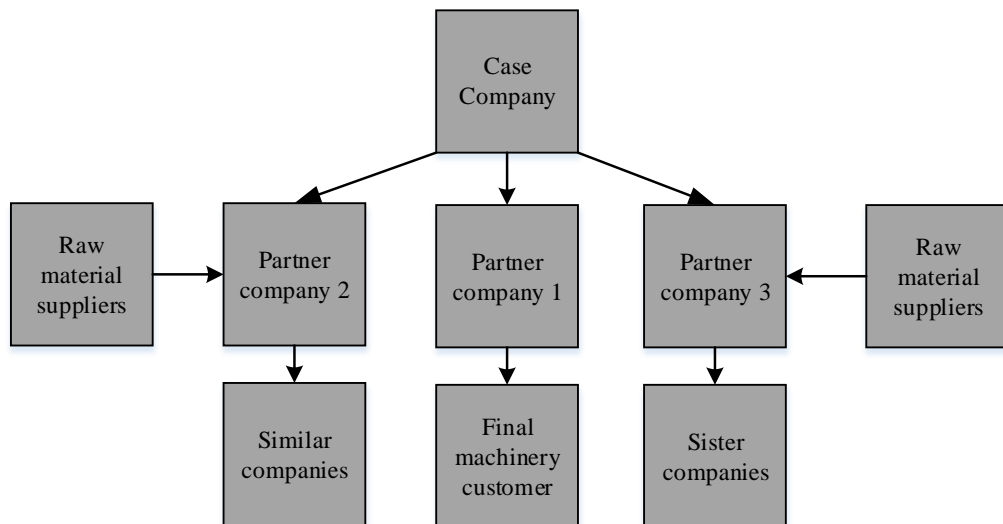 Case
Company
Raw
material
suppliers
Partner
company 2
Partner
company 1
Partner
company 3
Raw
material
suppliers
Similar
companies
Final
machinery
customer
Sister
companies